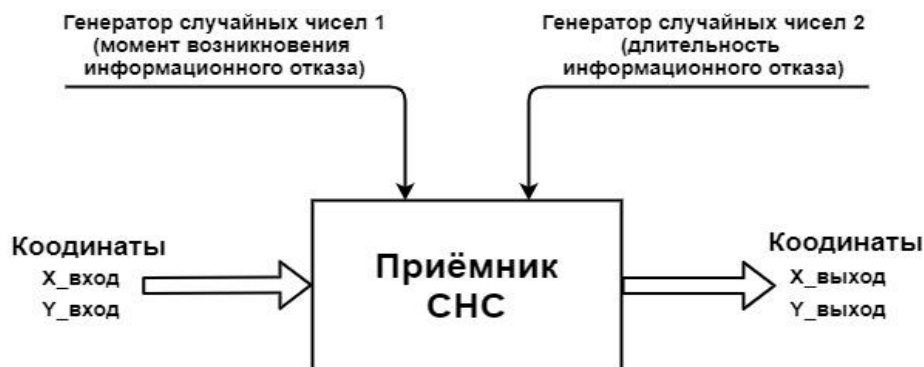 Генератор случайных чисел 1
(момент возникновения
информационного отказа)
Генератор случайных чисел 2
(длительность
информационного отказа)
Коодинаты
X_вход
Y_вход
Приёмник
СНС
Коодинаты
X_выход
Y_выход